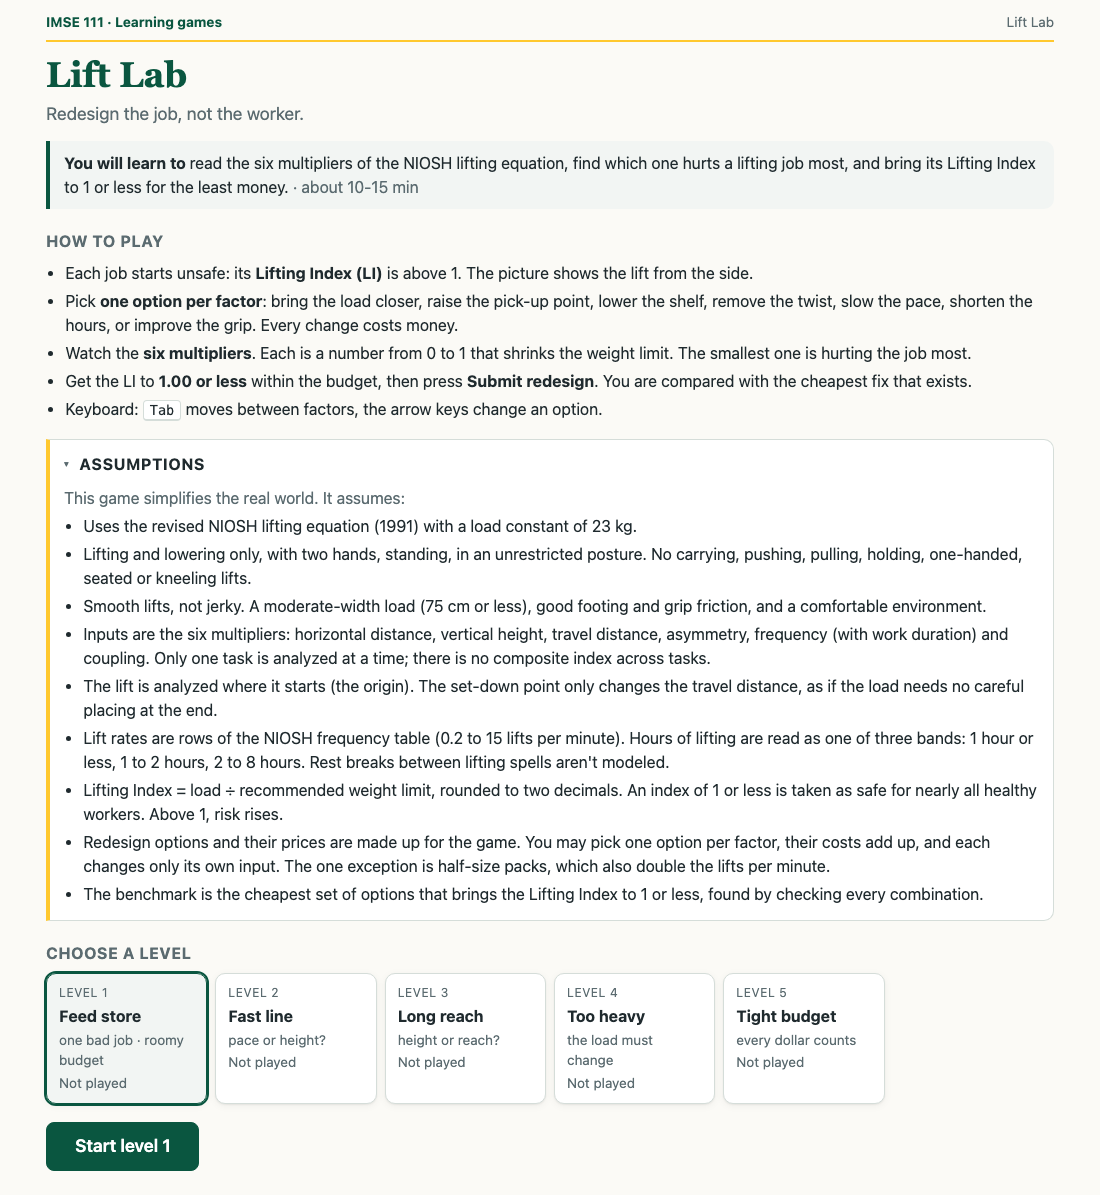 IMSE 111 · Learning games
Lift Lab
Lift Lab
Redesign the job, not the worker.
You will learn to read the six multipliers of the NIOSH lifting equation, find which one hurts a lifting job most, and bring its Lifting Index
to 1 or less for the least money. · about 10-15 min
HOW TO PLAY
• Each job starts unsafe: its Lifting Index (LI) is above 1. The picture shows the lift from the side.
• Pick one option per factor: bring the load closer, raise the pick-up point, lower the shelf, remove the twist, slow the pace, shorten the
hours, or improve the grip. Every change costs money.
• Watch the six multipliers. Each is a number from 0 to 1 that shrinks the weight limit. The smallest one is hurting the job most.
• Get the LI to 1.00 or less within the budget, then press Submit redesign. You are compared with the cheapest fix that exists.
• Keyboard: Tab moves between factors, the arrow keys change an option.
▾ ASSUMPTIONS
This game simplifies the real world. It assumes:
• Uses the revised NIOSH lifting equation (1991) with a load constant of 23 kg.
• Lifting and lowering only, with two hands, standing, in an unrestricted posture. No carrying, pushing, pulling, holding, one-handed,
seated or kneeling lifts.
• Smooth lifts, not jerky. A moderate-width load (75 cm or less), good footing and grip friction, and a comfortable environment.
• Inputs are the six multipliers: horizontal distance, vertical height, travel distance, asymmetry, frequency (with work duration) and
coupling. Only one task is analyzed at a time; there is no composite index across tasks.
• The lift is analyzed where it starts (the origin). The set-down point only changes the travel distance, as if the load needs no careful
placing at the end.
• Lift rates are rows of the NIOSH frequency table (0.2 to 15 lifts per minute). Hours of lifting are read as one of three bands: 1 hour or
less, 1 to 2 hours, 2 to 8 hours. Rest breaks between lifting spells aren't modeled.
• Lifting Index = load ÷ recommended weight limit, rounded to two decimals. An index of 1 or less is taken as safe for nearly all healthy
workers. Above 1, risk rises.
• Redesign options and their prices are made up for the game. You may pick one option per factor, their costs add up, and each
changes only its own input. The one exception is half-size packs, which also double the lifts per minute.
• The benchmark is the cheapest set of options that brings the Lifting Index to 1 or less, found by checking every combination.
CHOOSE A LEVEL
LEVEL 1
Feed store
one bad job · roomy
budget
Not played
LEVEL 2
Fast line
pace or height?
Not played
LEVEL 3
Long reach
height or reach?
Not played
LEVEL 4
Too heavy
the load must
change
Not played
LEVEL 5
Tight budget
every dollar counts
Not played
Start level 1